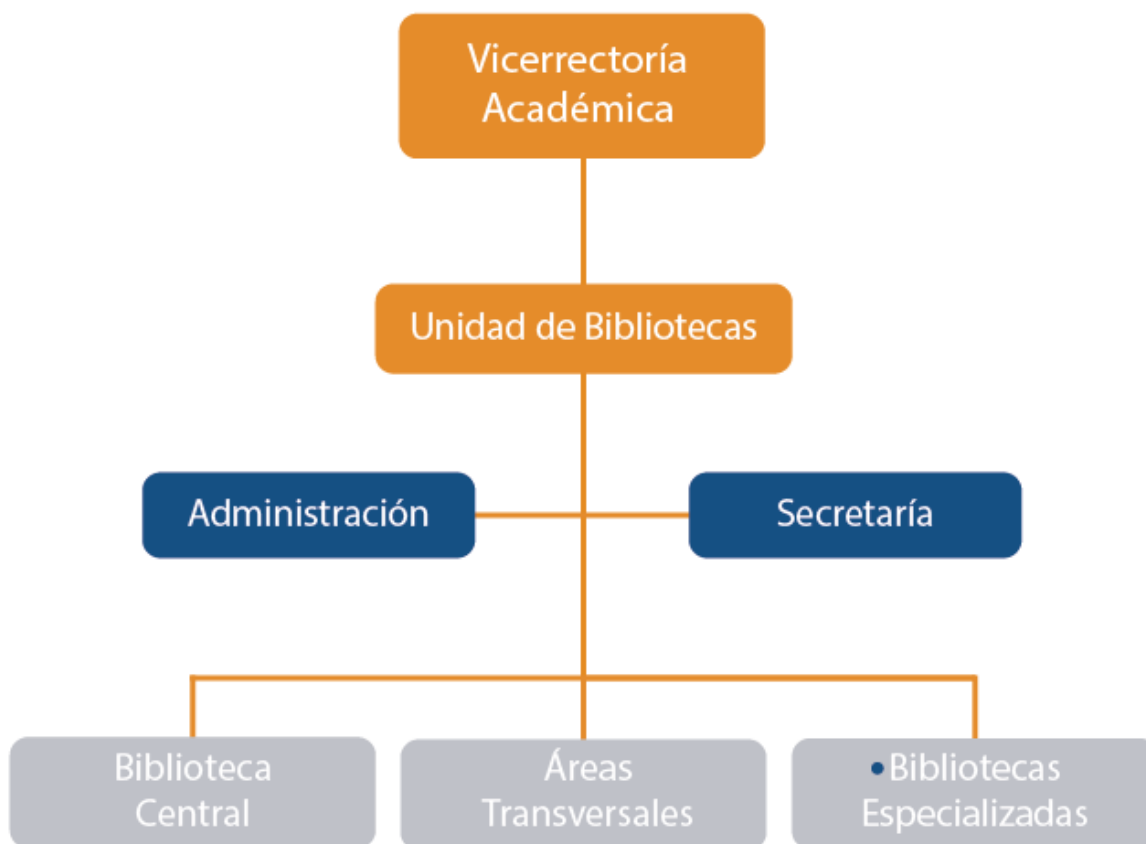 Vicerrectoría
Académica
Unidad de Bibliotecas
Administración
Secretaría
Biblioteca
Central
Áreas
Transversales
•Bibliotecas
Especializadas